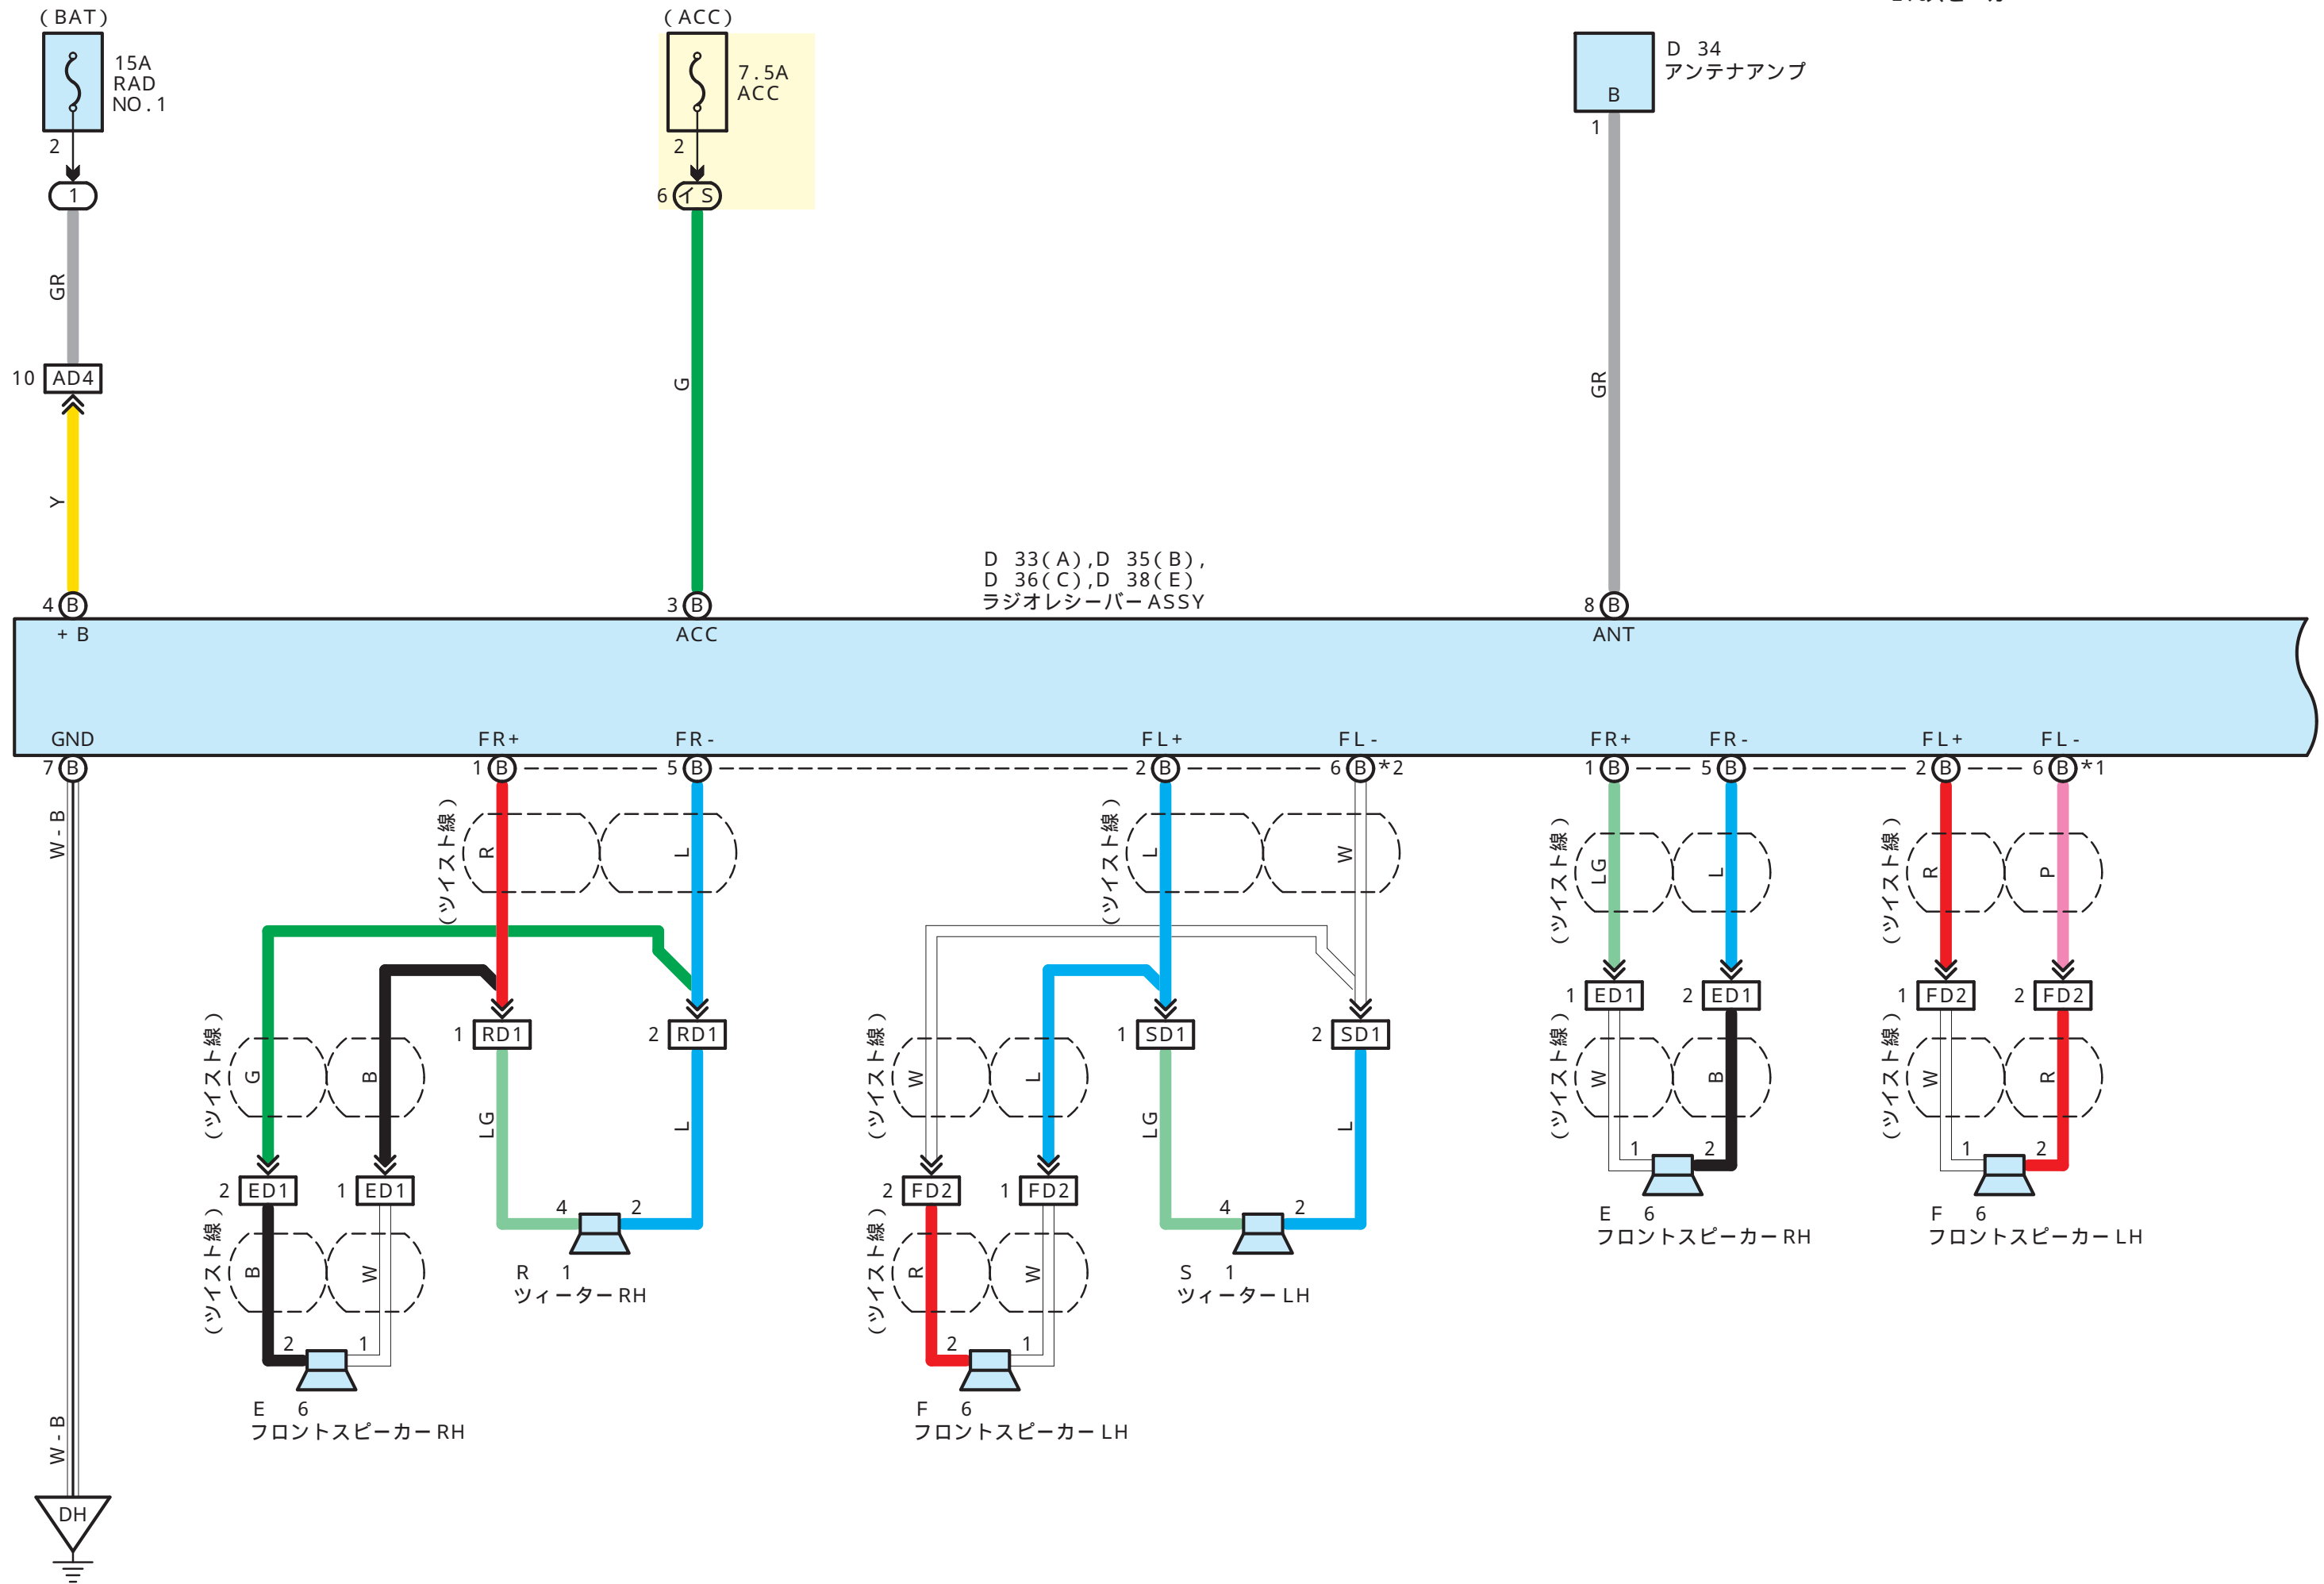 (BAT)
15A
RAD
NO.1
2
1
GR
10 AD4
Y
4 B
+B
(ACC)
7.5A
ACC
2
6 イS
G
3 B
ACC
D 34
アンテナアンプ
B
1
GR
8 B
ANT
D 33(A),D 35(B),
D 36(C),D 38(E)
ラジオレシーバーASSY
GND FR+ FR- FL+ FL- FR+ FR- FL+ FL-
7 B 1 B 5 B 2 B 6 B *2 1 B 5 B 2 B 6 B *1
W-B
(ツイスト線) R L
(ツイスト線) L W
(ツイスト線) LG L
(ツイスト線) R P
1 ED1 2 ED1 1 FD2 2 FD2
1 RD1 2 RD1 1 SD1 2 SD1
(ツイスト線) G B
LG L
(ツイスト線) W L
LG L
(ツイスト線) W B
(ツイスト線) W R
1 2 1 2
2 ED1 1 ED1
4 2
2 FD2 1 FD2
4 2
E 6
フロントスピーカーRH
F 6
フロントスピーカーLH
(ツイスト線) B W
R 1
ツィーターRH
(ツイスト線) R W
S 1
ツィーターLH
2 1
2 1
E 6
フロントスピーカーRH
F 6
フロントスピーカーLH
W-B
DH